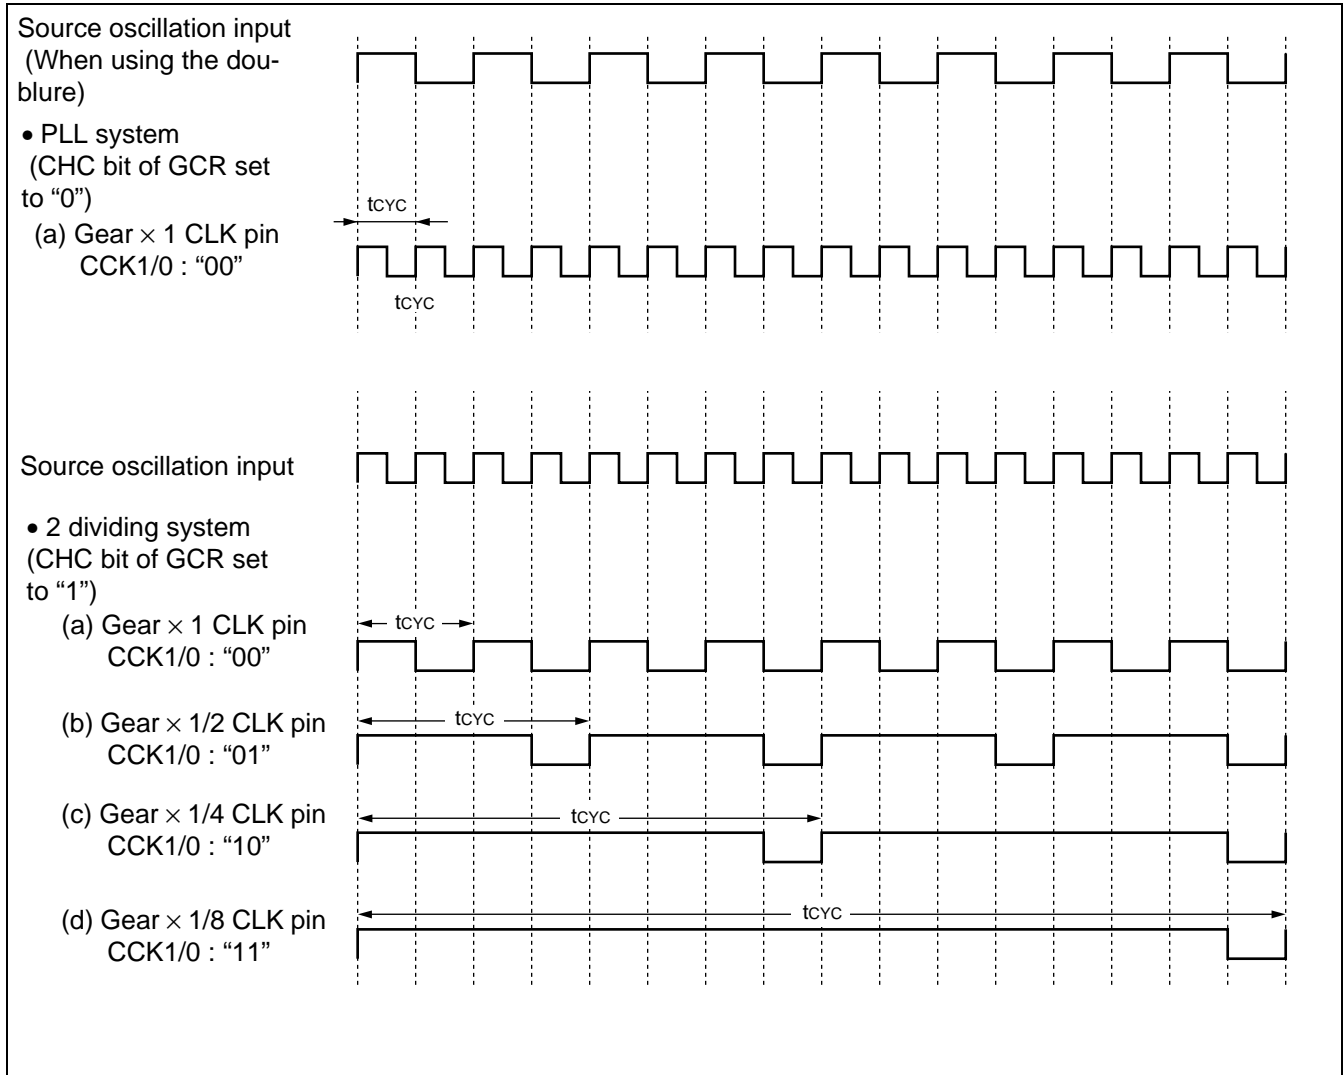 Source oscillation input
(When using the dou-
blure)
• PLL system
(CHC bit of GCR set
to “0”)
tCYC
(a) Gear × 1 CLK pin
CCK1/0 : “00”
tCYC
Source oscillation input
• 2 dividing system
(CHC bit of GCR set
to “1”)
(a) Gear × 1 CLK pin
CCK1/0 : “00”
tCYC
(b) Gear × 1/2 CLK pin
CCK1/0 : “01”
tCYC
(c) Gear × 1/4 CLK pin
CCK1/0 : “10”
tCYC
(d) Gear × 1/8 CLK pin
CCK1/0 : “11”
tCYC